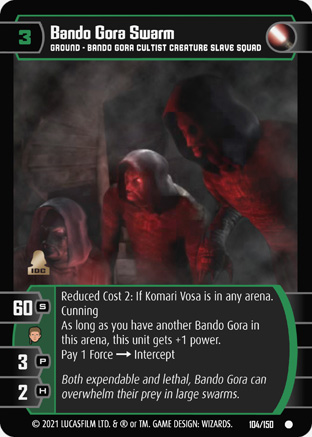 3
Bando Gora Swarm
GROUND - BANDO GORA CULTIST CREATURE SLAVE SQUAD
IDC
60 S
3 P
2 H
Reduced Cost 2: If Komari Vosa is in any arena.
Cunning
As long as you have another Bando Gora in
this arena, this unit gets +1 power.
Pay 1 Force → Intercept
Both expendable and lethal, Bando Gora can
overwhelm their prey in large swarms.
© 2021 LUCASFILM LTD. & ® or TM. GAME DESIGN: WIZARDS.
104/150